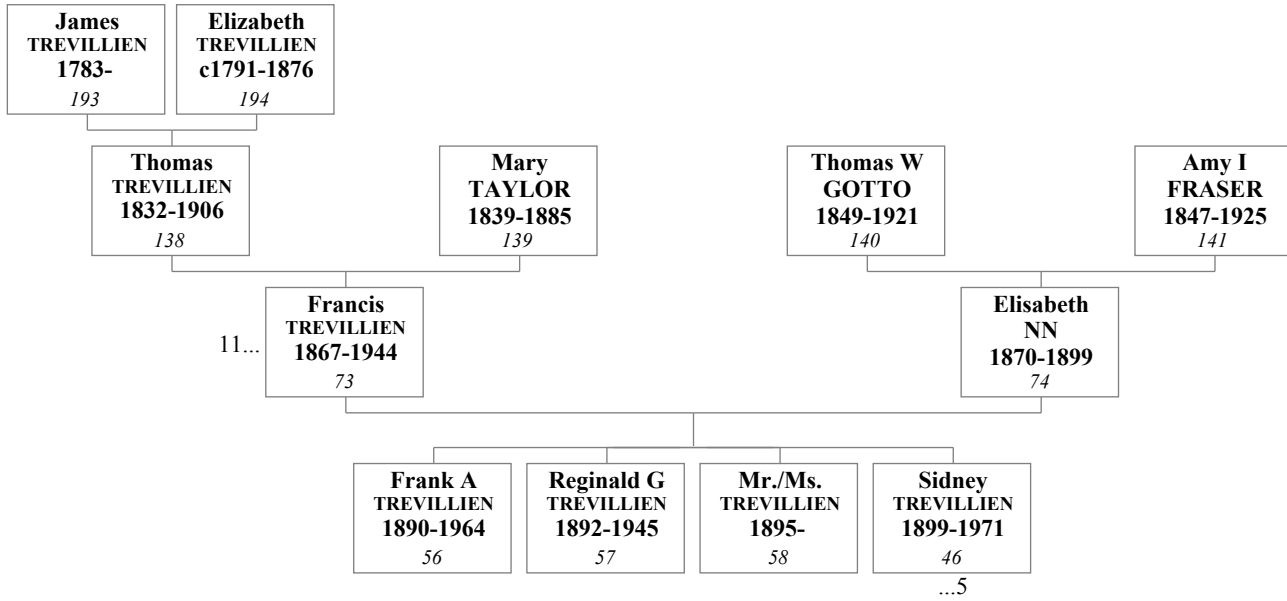 James
TREVILLIEN
1783-
193
Elizabeth
TREVILLIEN
c1791-1876
194
Thomas
TREVILLIEN
1832-1906
138
Mary
TAYLOR
1839-1885
139
Thomas W
GOTTO
1849-1921
140
Amy I
FRASER
1847-1925
141
11...
Francis
TREVILLIEN
1867-1944
73
Elisabeth
NN
1870-1899
74
Frank A
TREVILLIEN
1890-1964
56
Reginald G
TREVILLIEN
1892-1945
57
Mr./Ms.
TREVILLIEN
1895-
58
Sidney
TREVILLIEN
1899-1971
46
...5